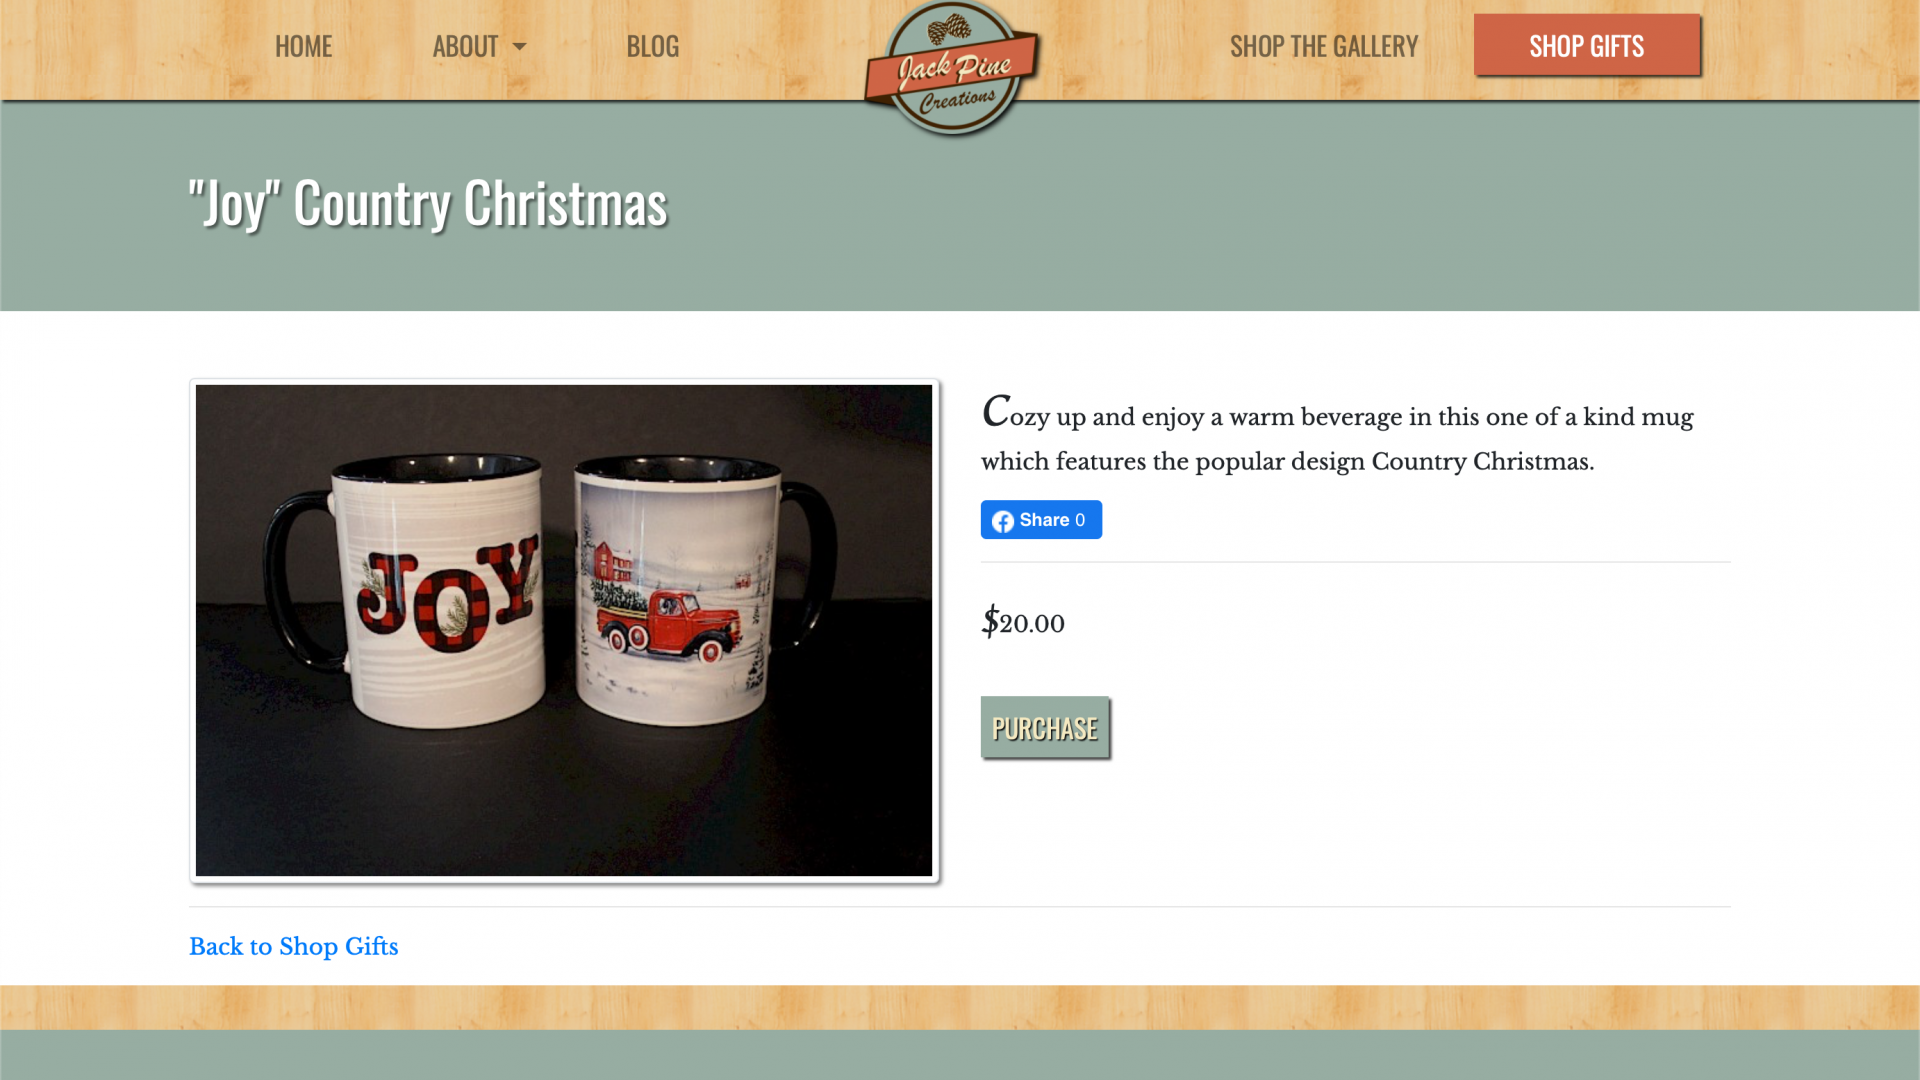 HOME
ABOUT
BLOG
Jack Pine
Creations
SHOP THE GALLERY
SHOP GIFTS
"Joy" Country Christmas
JOY
Cozy up and enjoy a warm beverage in this one of a kind mug
which features the popular design Country Christmas.
Share 0
$20.00
PURCHASE
Back to Shop Gifts